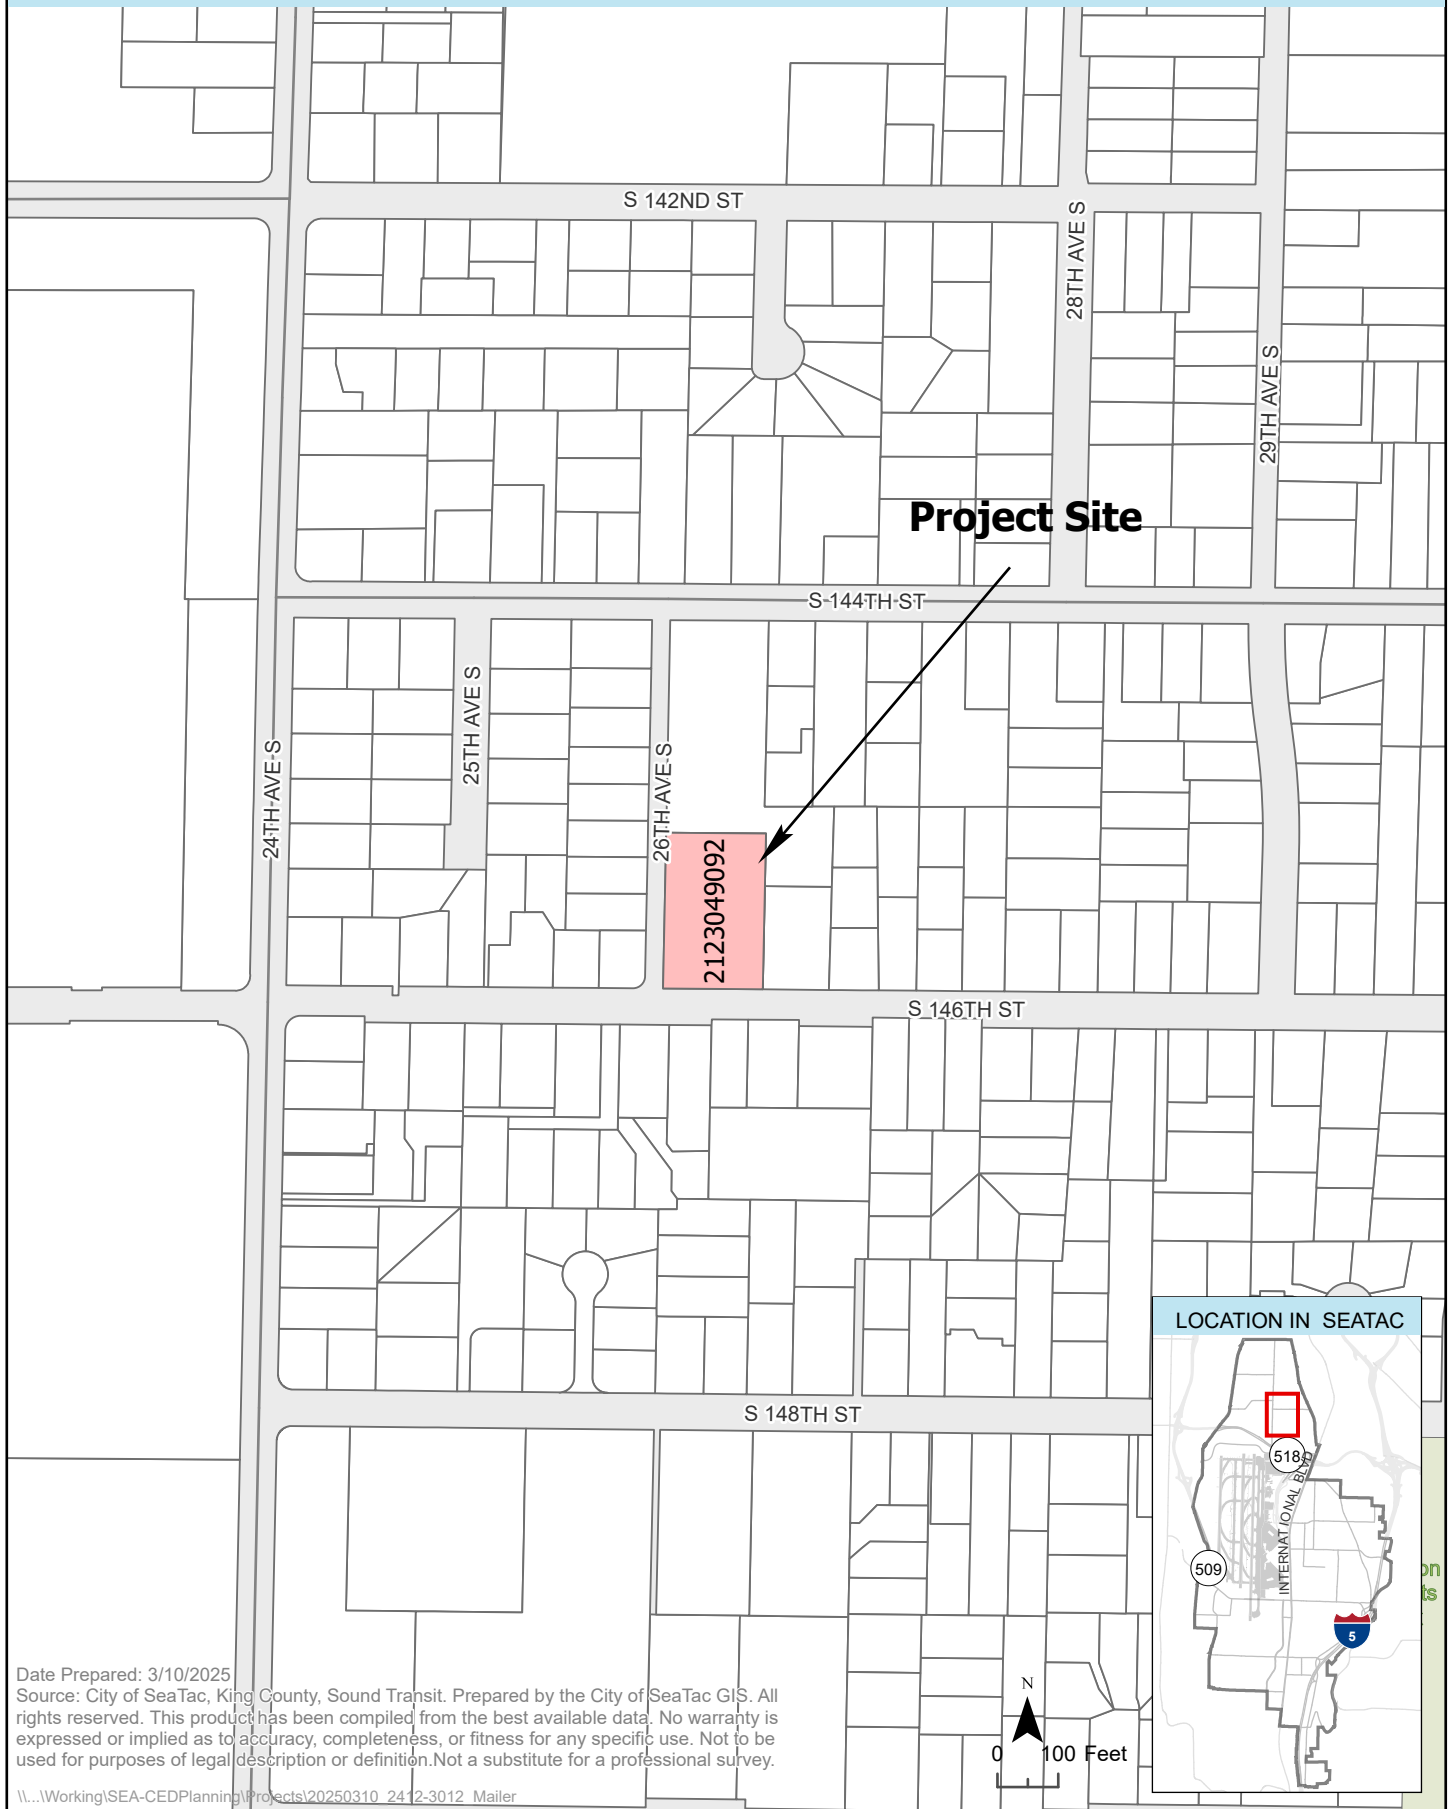 S 142ND ST
28TH AVE S
29TH AVE S
Project Site
S 144TH ST
25TH AVE S
24TH AVE S
26TH AVE S
2123049092
S 146TH ST
LOCATION IN SEATAC
S 148TH ST
518
INTERNATIONAL BLVD
509
on
ts
5
Date Prepared: 3/10/2025
Source: City of SeaTac, King County, Sound Transit. Prepared by the City of SeaTac GIS. All
rights reserved. This product has been compiled from the best available data. No warranty is
expressed or implied as to accuracy, completeness, or fitness for any specific use. Not to be
used for purposes of legal description or definition.Not a substitute for a professional survey.
N
0 100 Feet
\\...\Working\SEA-CEDPlanning\Projects\20250310_2412-3012_Mailer